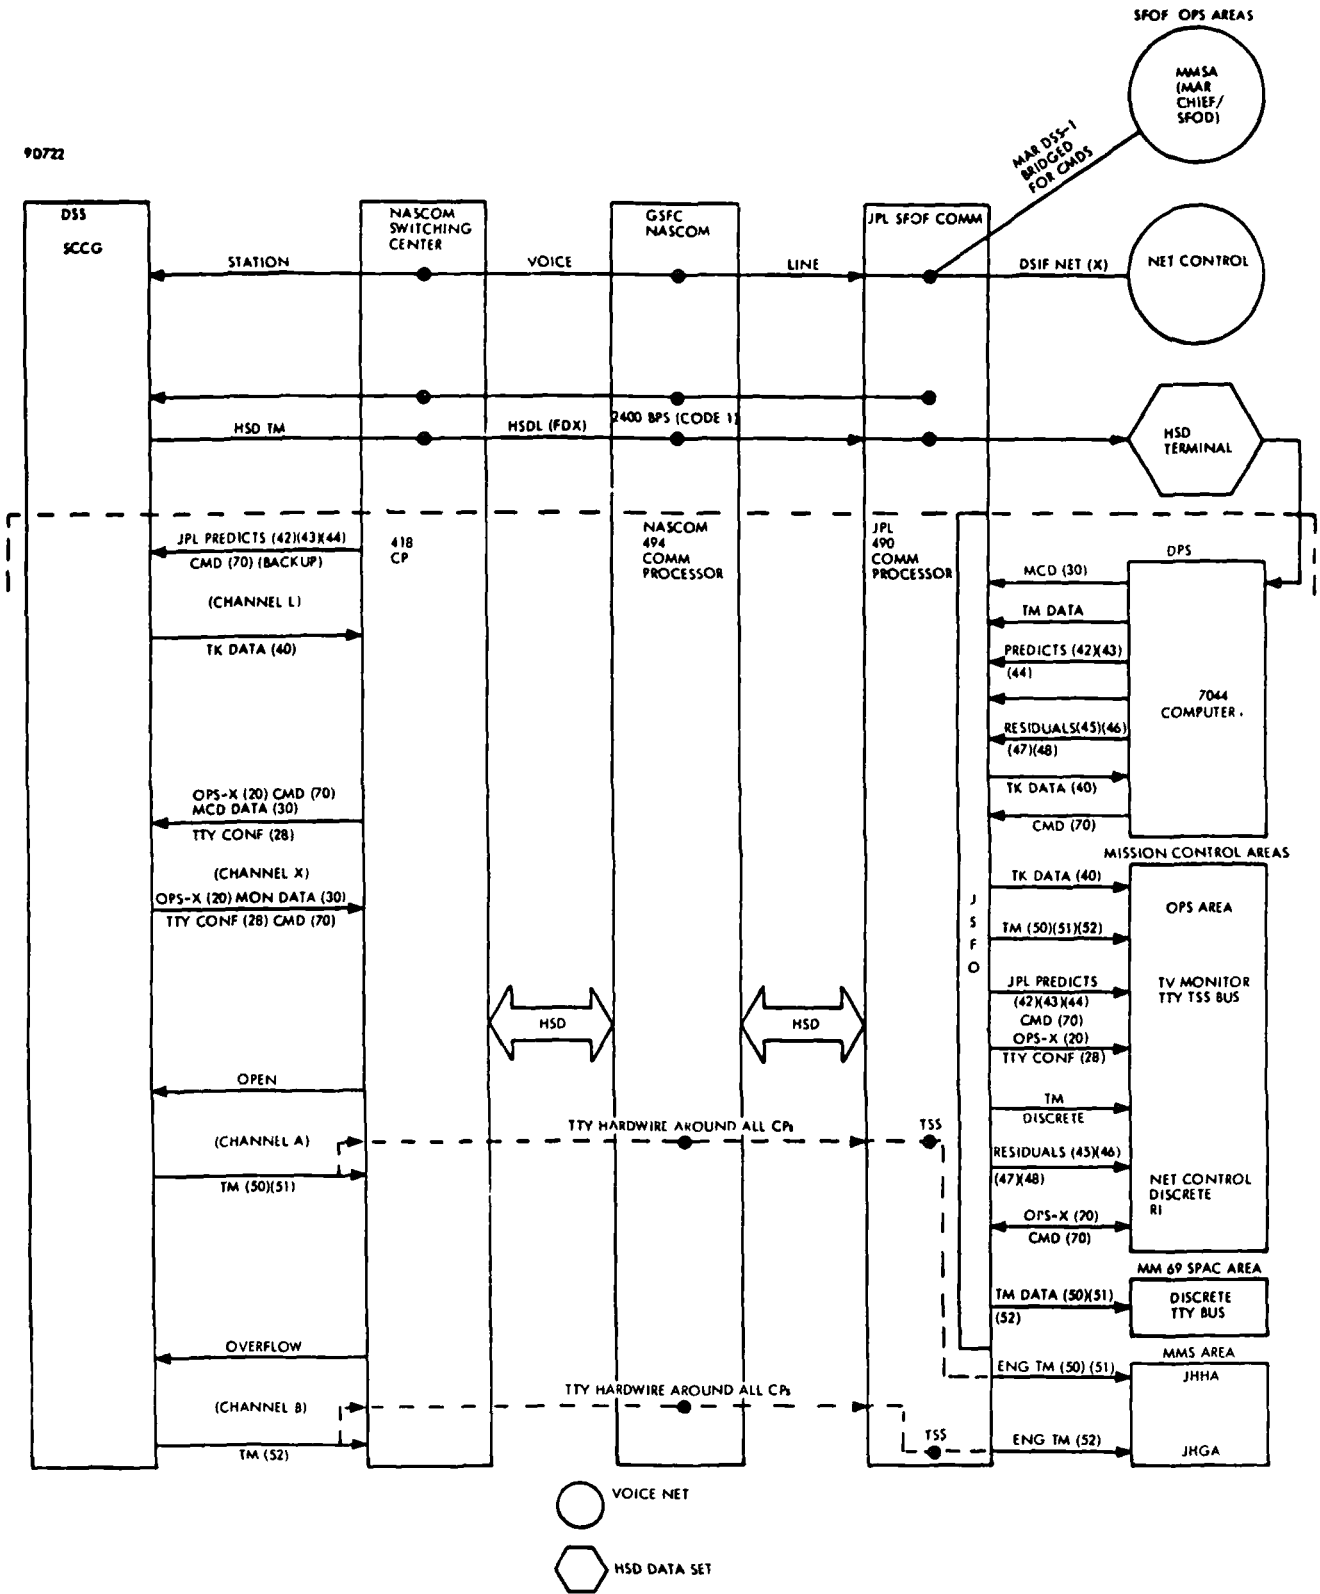 SFOF OPS AREAS
MMSA
(MAR
CHIEF/
SFOD)
MAR DSS-1
BRIDGED
FOR CMDS
9D722
DSS
SCCG
NASCOM
SWITCHING
CENTER
GSFC
NASCOM
JPL SFOF COMM
STATION
VOICE
LINE
DSIF NET (X)
NET CONTROL
HSD TM
HSDL (FDX)
2400 BPS (CODE 1)
HSD
TERMINAL
JPL PREDICTS (42)(43)(44)
CMD (70) (BACKUP)
418
CP
NASCOM
494
COMM
PROCESSOR
JPL
490
COMM
PROCESSOR
DPS
MCD (30)
(CHANNEL L)
TM DATA
TK DATA (40)
PREDICTS (42)(43)
(44)
7044
COMPUTER
RESIDUALS(45)(46)
(47)(48)
TK DATA (40)
CMD (70)
OPS-X (20) CMD (70)
MCD DATA (30)
TTY CONF (28)
(CHANNEL X)
OPS-X (20) MON DATA (30)
TTY CONF (28) CMD (70)
MISSION CONTROL AREAS
TK DATA (40)
OPS AREA
J
S
F
O
TM (50)(51)(52)
JPL PREDICTS
(42)(43)(44)
CMD (70)
OPS-X (20)
TTY CONF (28)
TV MONITOR
TTY TSS BUS
HSD
HSD
OPEN
TM
DISCRETE
(CHANNEL A)
TTY HARDWIRE AROUND ALL CPs
TSS
TM (50)(51)
RESIDUALS (45)(46)
(47)(48)
NET CONTROL
DISCRETE
RI
OPS-X (20)
CMD (70)
MM 69 SPAC AREA
TM DATA (50)(51)
(52)
DISCRETE
TTY BUS
OVERFLOW
MMS AREA
ENG TM (50) (51)
JHHA
(CHANNEL B)
TTY HARDWIRE AROUND ALL CPs
TSS
TM (52)
ENG TM (52)
JHGA
VOICE NET
HSD DATA SET